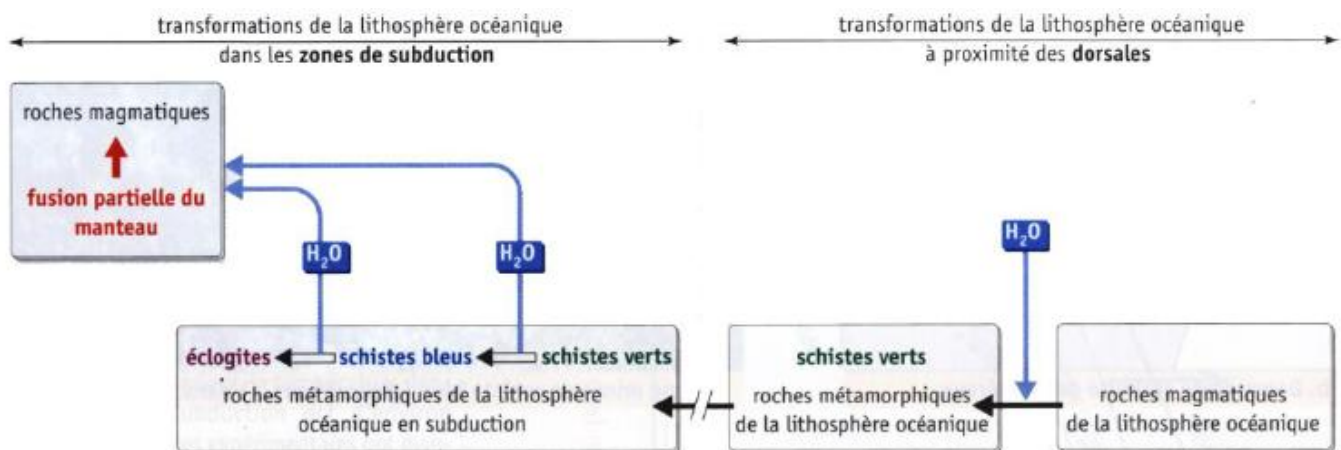 transformations de la lithosphère océanique
dans les zones de subduction
transformations de la lithosphère océanique
à proximité des dorsales
roches magmatiques
fusion partielle du
manteau
H₂O
H₂O
H₂O
éclogites
schistes bleus
schistes verts
roches métamorphiques de la lithosphère
océanique en subduction
schistes verts
roches métamorphiques
de la lithosphère océanique
roches magmatiques
de la lithosphère océanique